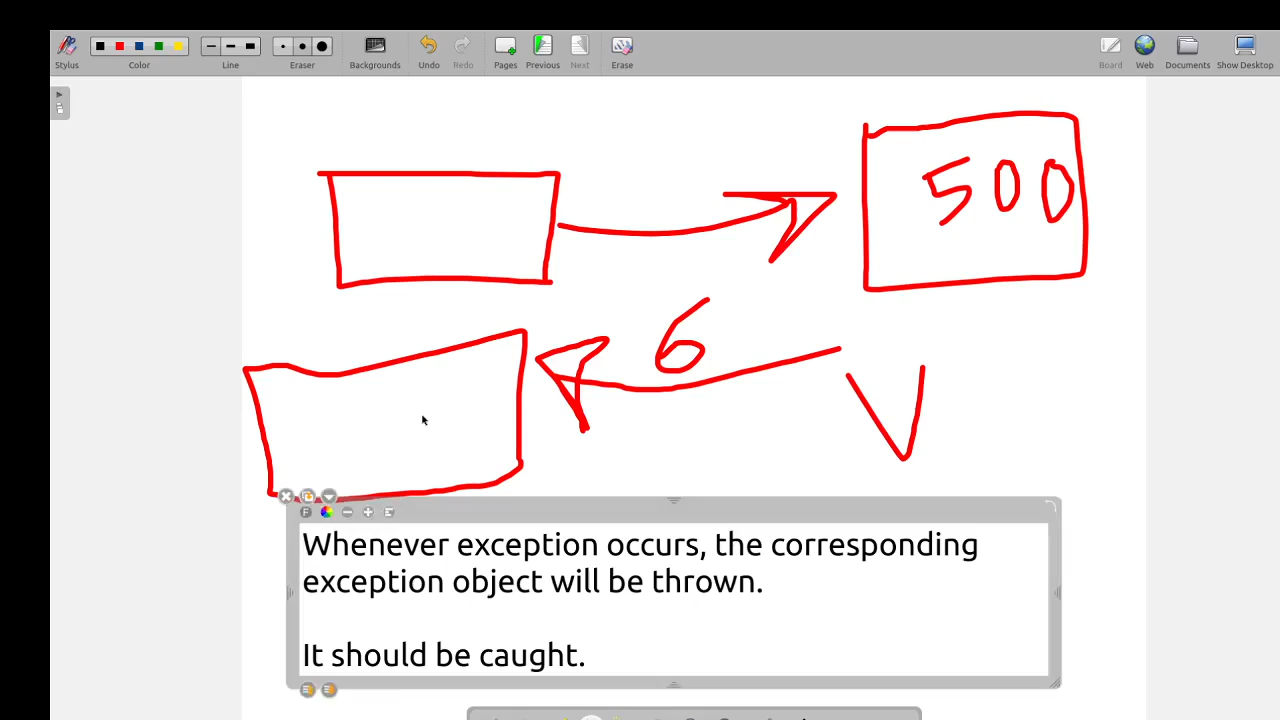 Stylus
Color
Line
Eraser
Backgrounds
Undo
Redo
Pages
Previous
Next
Erase
Board
Web
Documents
Show Desktop
500
6
V
F
Whenever exception occurs, the corresponding
exception object will be thrown.
It should be caught.